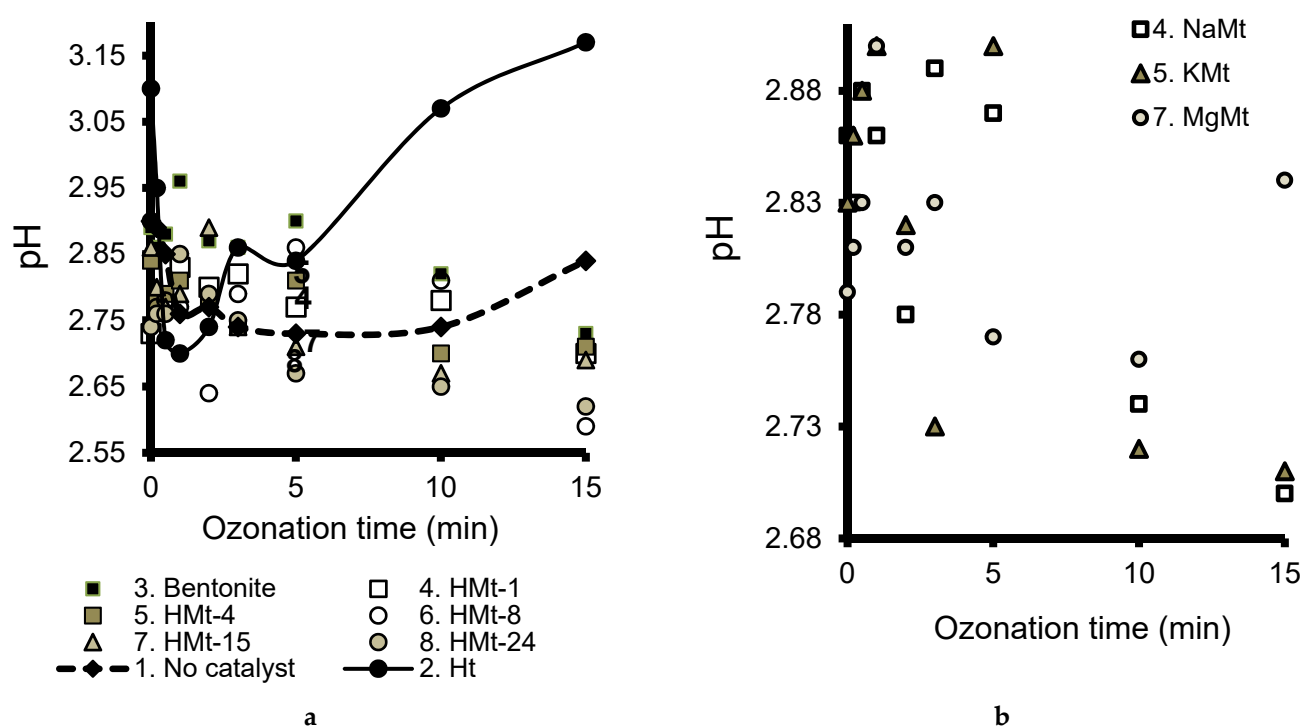 3.15
3.05
2.95
2.85
2.75
2.65
2.55
pH
0
5
10
15
Ozonation time (min)
4
7
3. Bentonite
4. HMt-1
5. HMt-4
6. HMt-8
7. HMt-15
8. HMt-24
1. No catalyst
2. Ht
a
4. NaMt
5. KMt
7. MgMt
2.88
2.83
2.78
2.73
2.68
pH
0
5
10
15
Ozonation time (min)
b